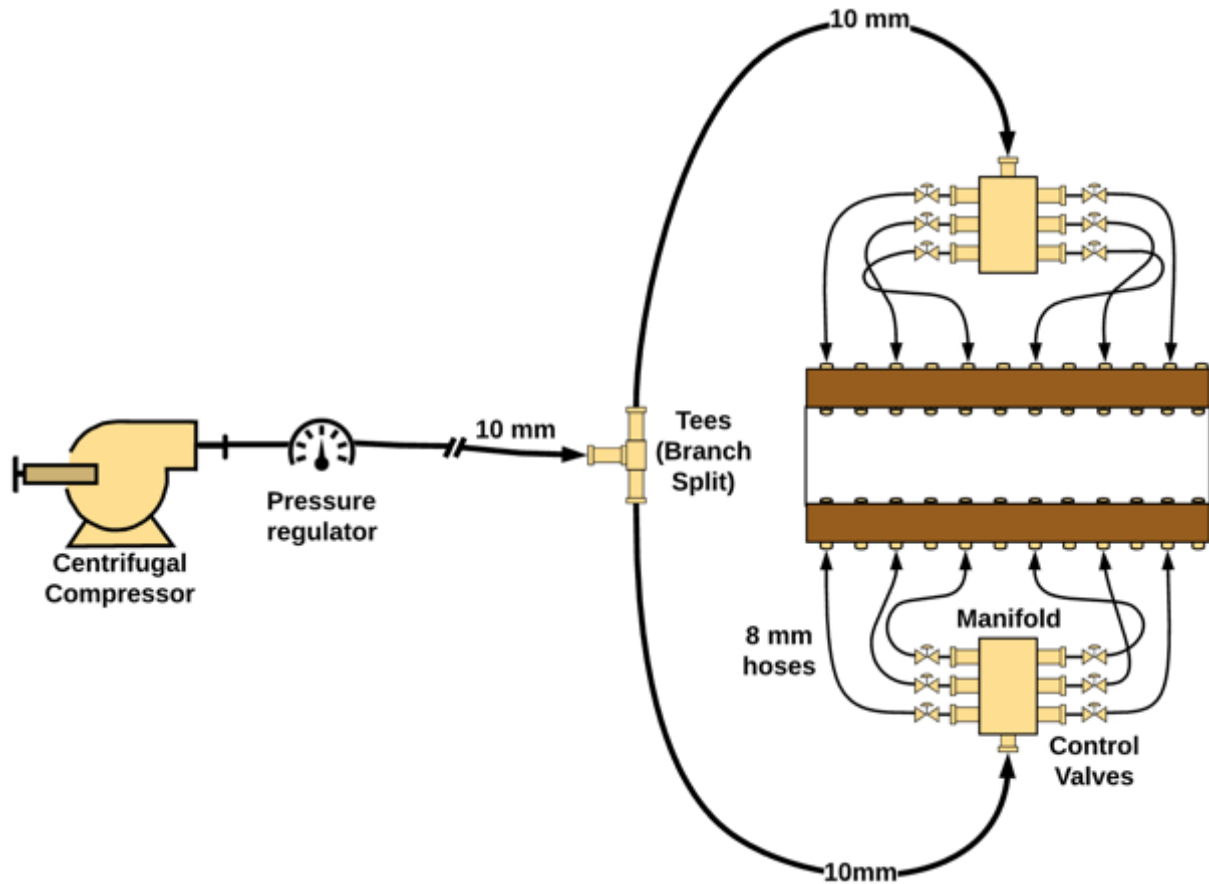 10 mm
10 mm
Tees
(Branch
Split)
Pressure
regulator
Centrifugal
Compressor
8 mm
hoses
Manifold
Control
Valves
10mm